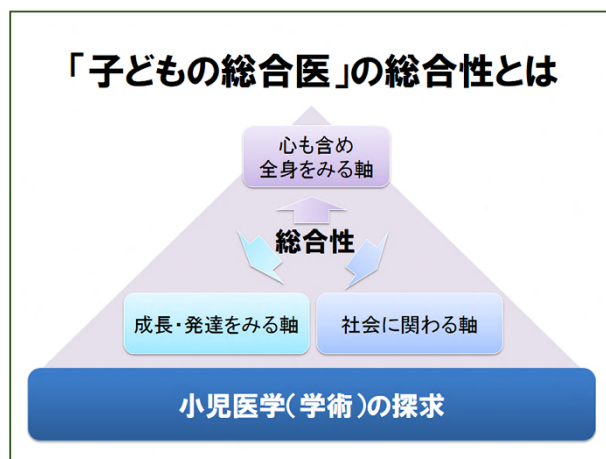 「子どもの総合医」の総合性とは
心も含め
全身をみる軸
総合性
成長・発達をみる軸
社会に関わる軸
小児医学(学術)の探求